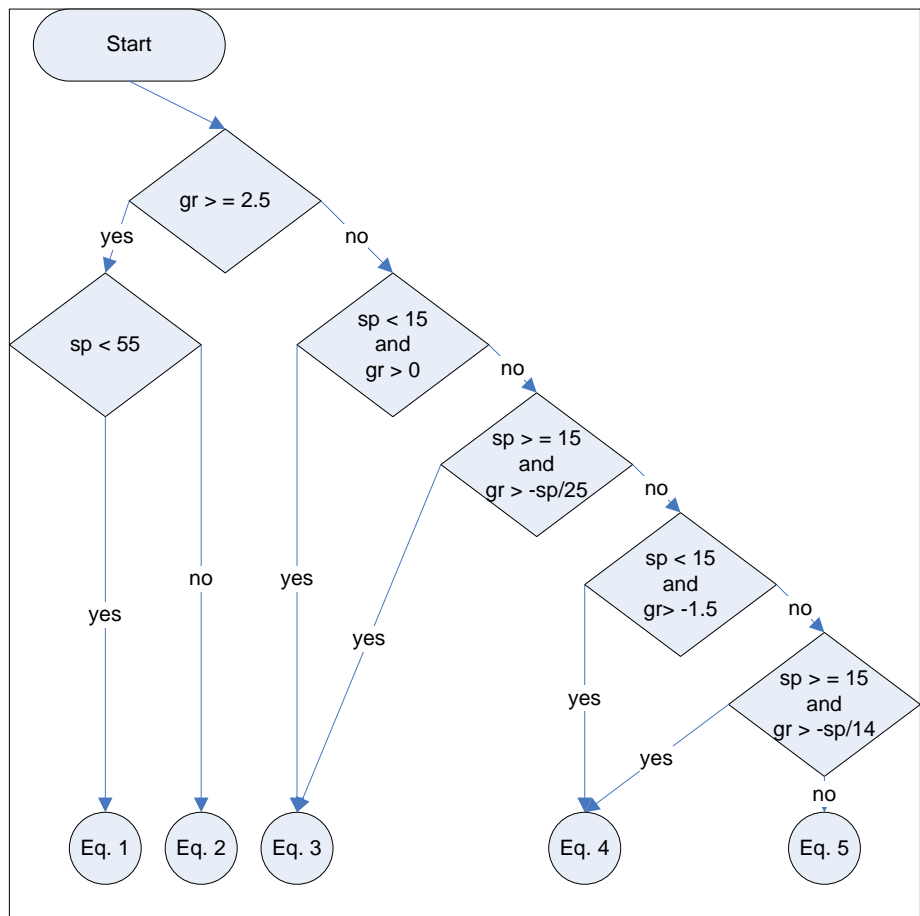 Start
gr > = 2.5
yes
no
sp < 55
sp < 15
and
gr > 0
no
sp > = 15
and
gr > -sp/25
no
sp < 15
and
gr> -1.5
yes
no
yes
no
yes
yes
sp > = 15
and
gr > -sp/14
yes
yes
no
Eq. 1
Eq. 2
Eq. 3
Eq. 4
Eq. 5